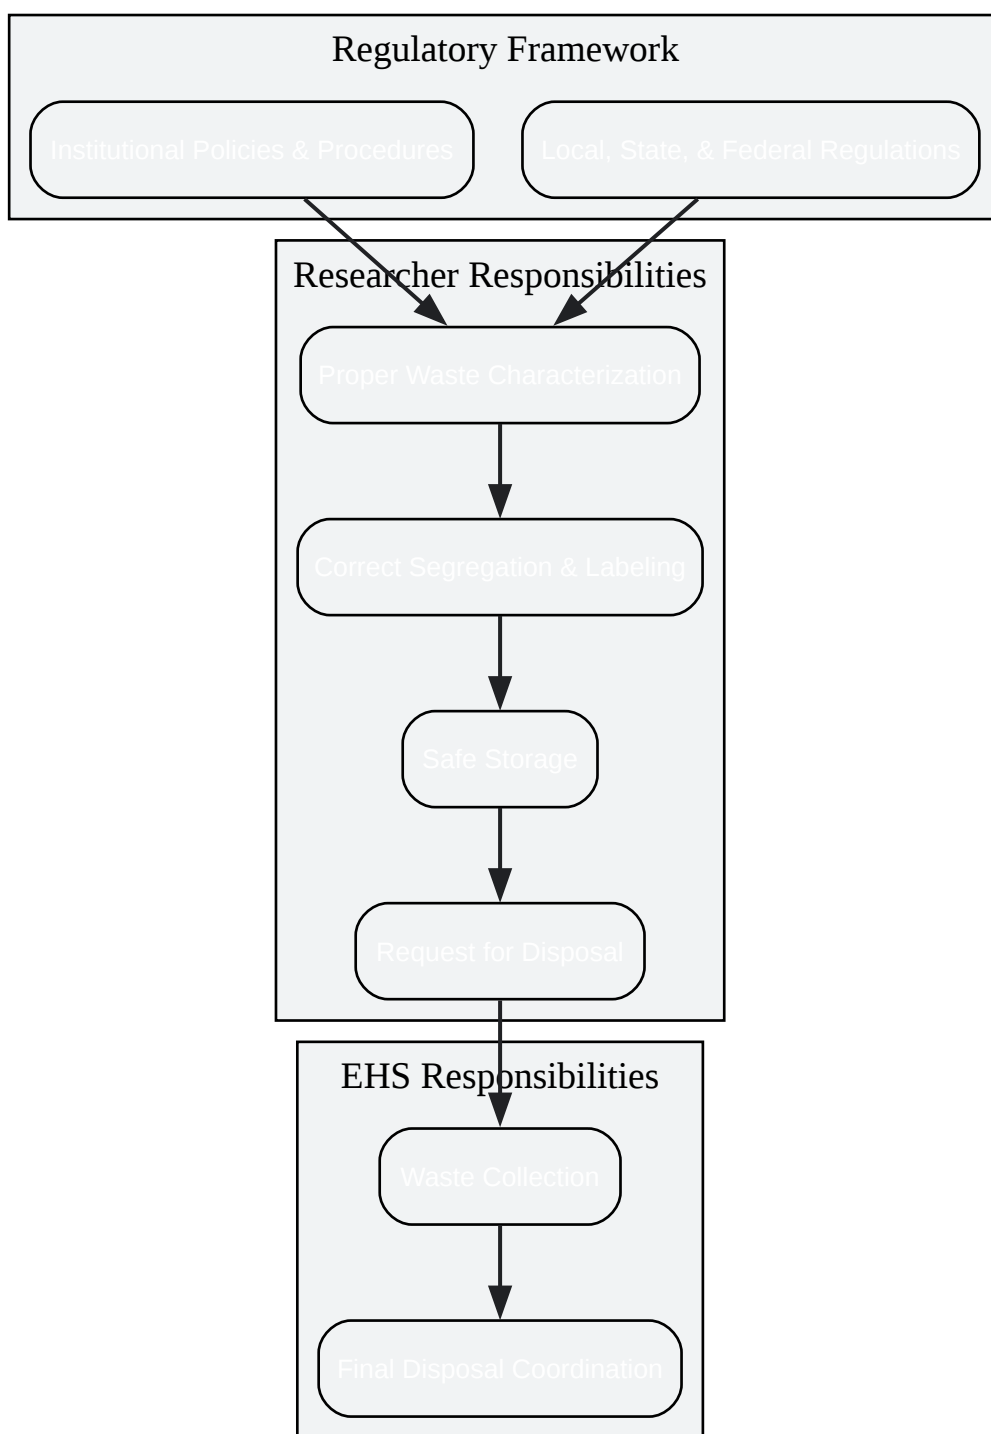 Regulatory Framework
Institutional Policies & Procedures
Local, State, & Federal Regulations
Researcher Responsibilities
Proper Waste Characterization
Correct Segregation & Labeling
Safe Storage
Request for Disposal
EHS Responsibilities
Waste Collection
Final Disposal Coordination